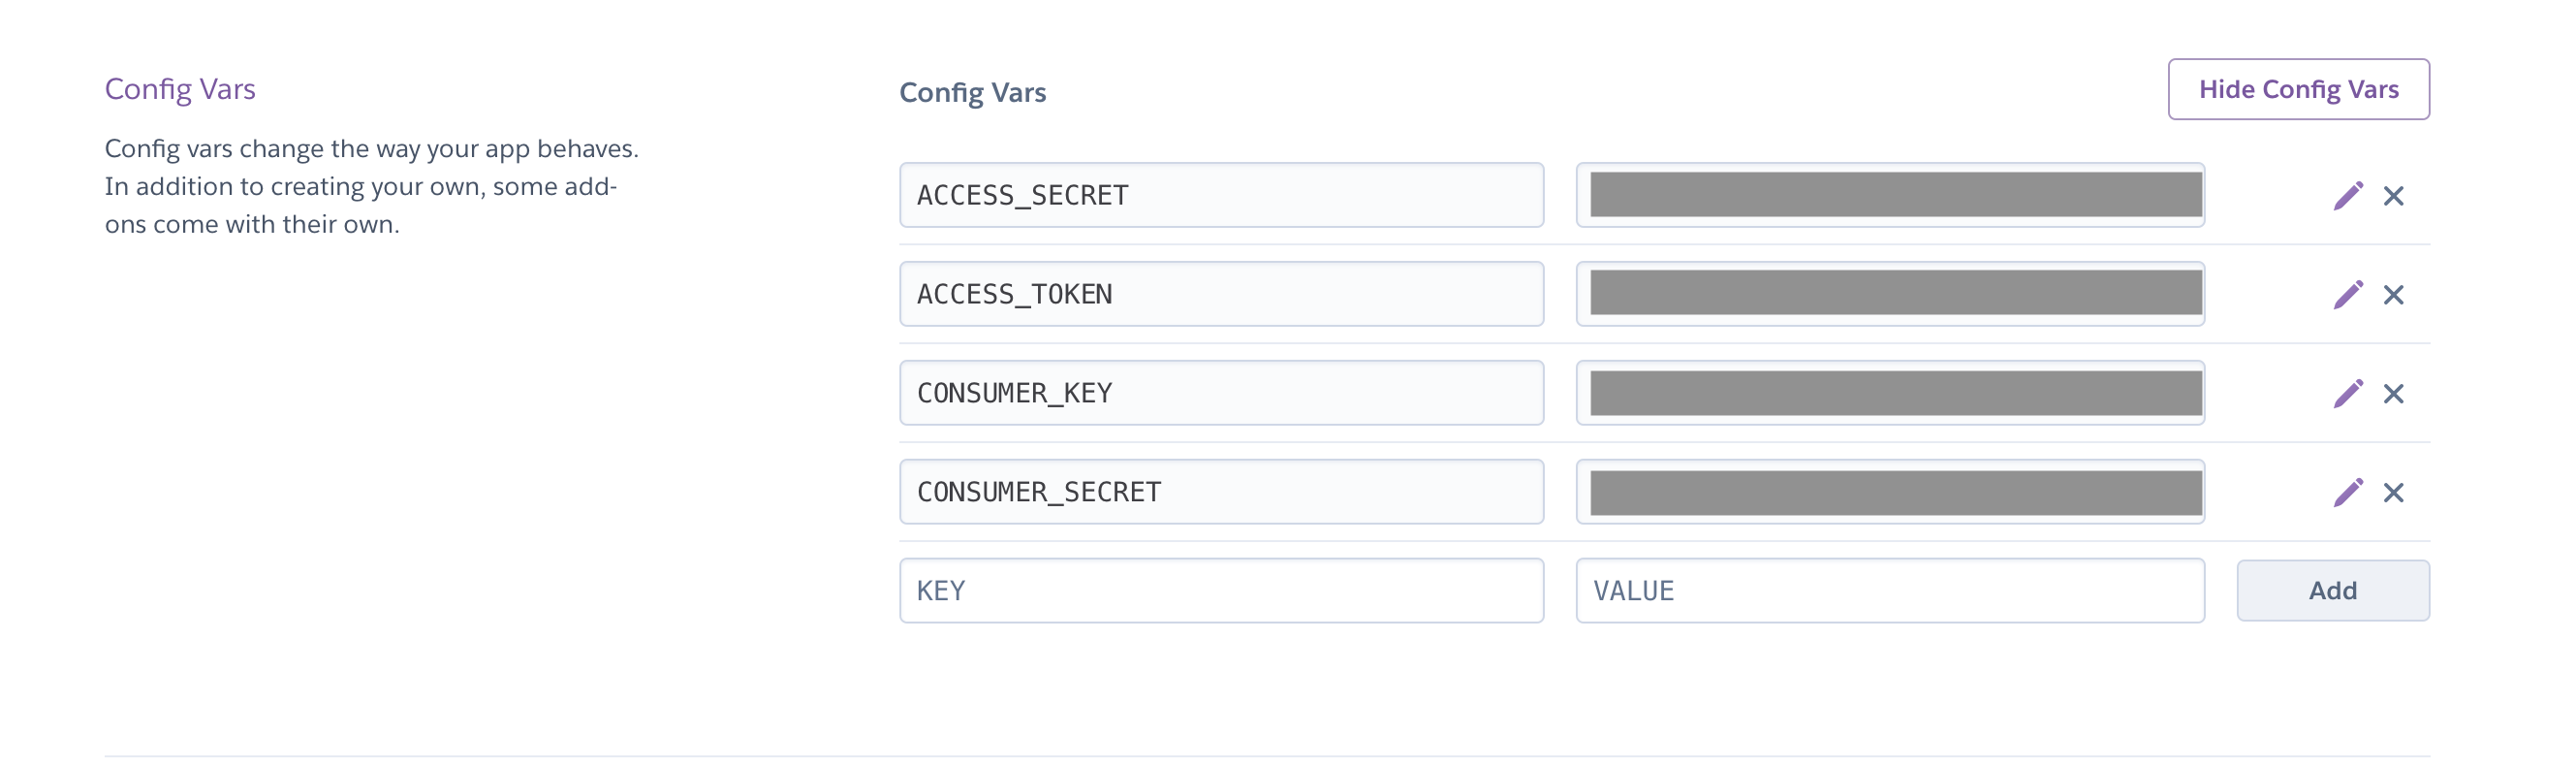 Config Vars
Config vars change the way your app behaves.
In addition to creating your own, some add-
ons come with their own.
Config Vars
Hide Config Vars
ACCESS_SECRET
ACCESS_TOKEN
CONSUMER_KEY
CONSUMER_SECRET
KEY
VALUE
Add